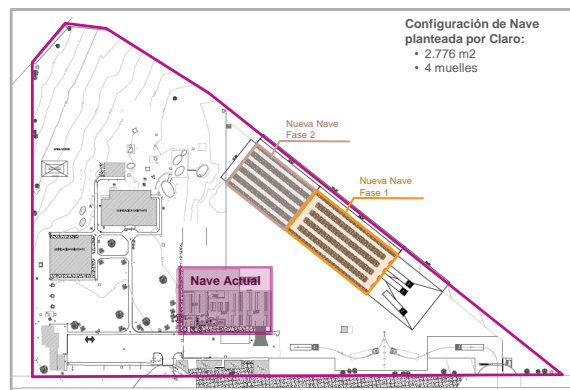 Configuración de Nave
planteada por Claro:
• 2.776 m2
• 4 muelles
Nueva Nave
Fase 2
Nueva Nave
Fase 1
Nave Actual